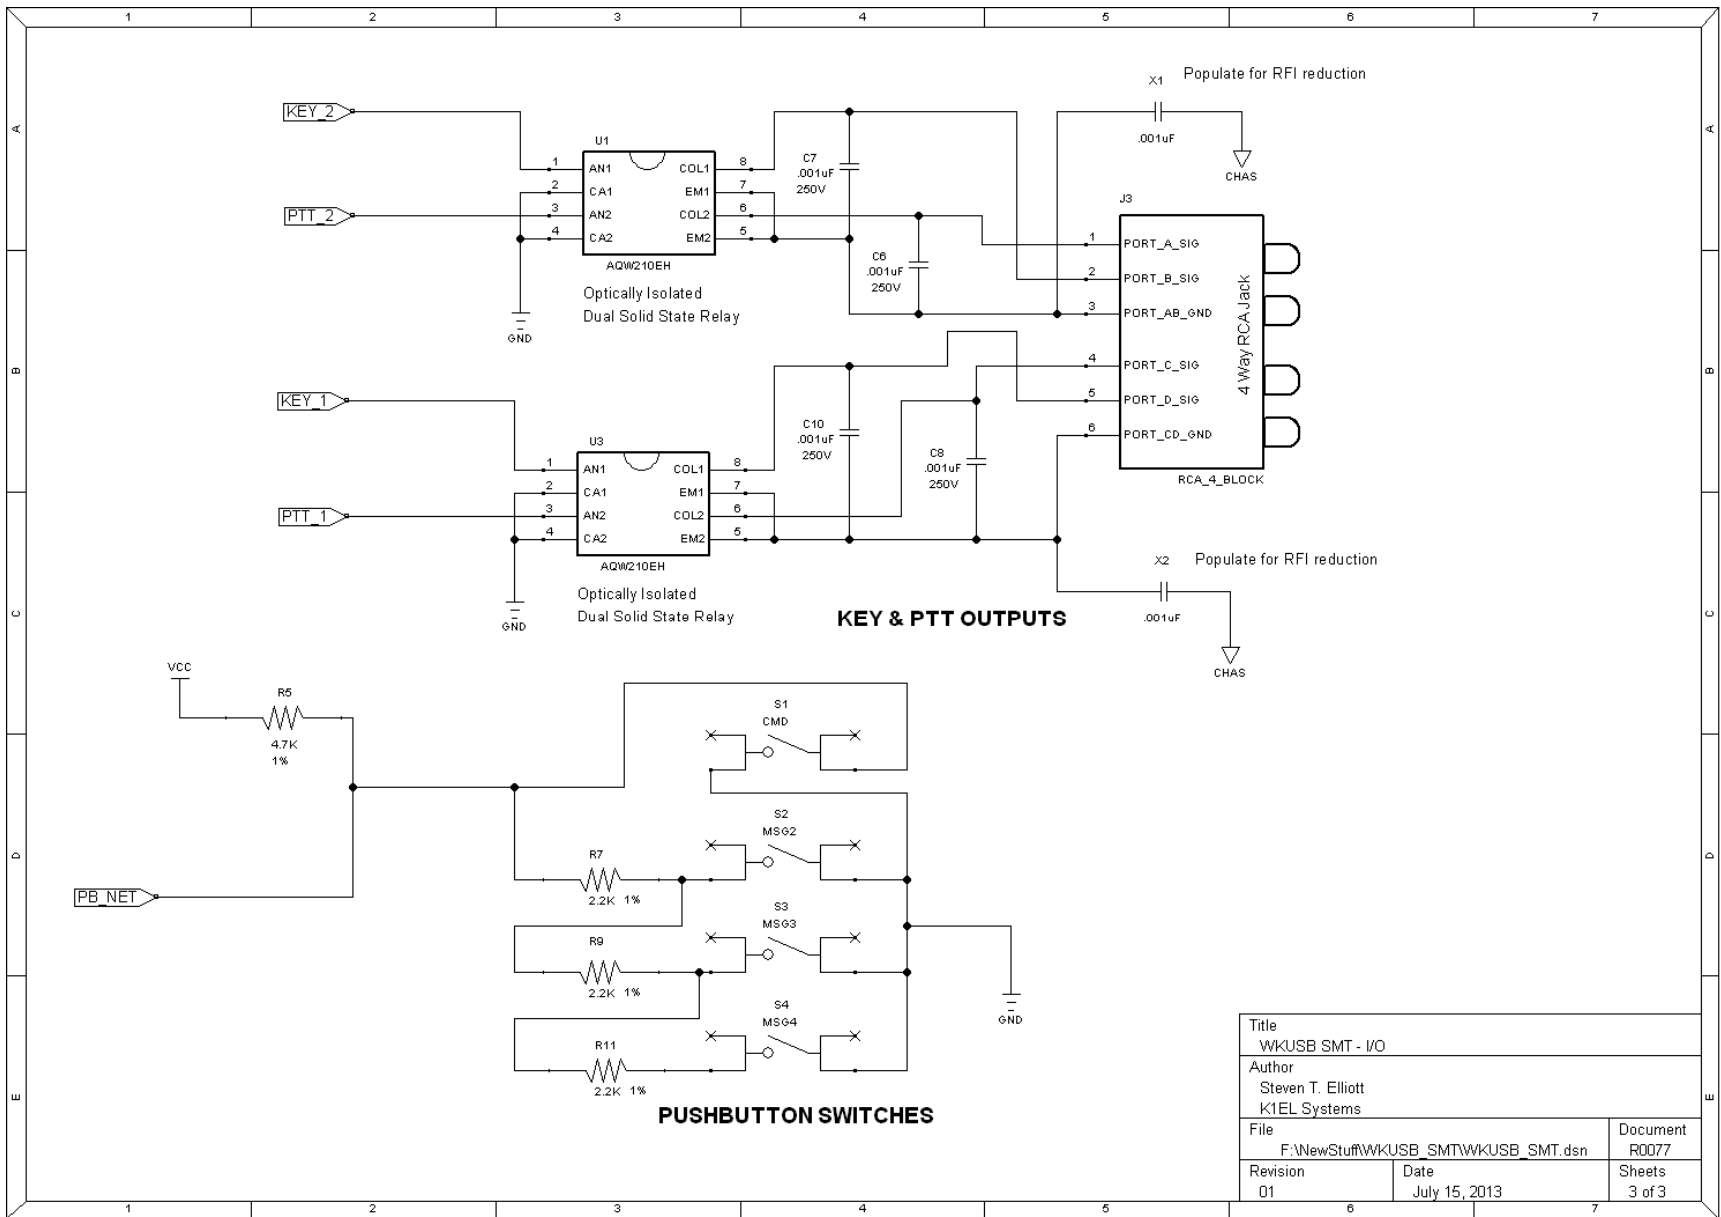 1 2 3 4 5 6 7
A
B
C
D
E
A
B
C
D
E
KEY_2
PTT_2
U1
1 AN1 COL1 8
2 CA1 EM1 7
3 AN2 COL2 6
4 CA2 EM2 5
AQW210EH
Optically Isolated
Dual Solid State Relay
GND
C7
.001uF
250V
C6
.001uF
250V
X1
Populate for RFI reduction
.001uF
CHAS
J3
1 PORT_A_SIG
2 PORT_B_SIG
3 PORT_AB_GND
4 PORT_C_SIG
5 PORT_D_SIG
6 PORT_CD_GND
4 Way RCA Jack
RCA_4_BLOCK
KEY_1
PTT_1
U3
1 AN1 COL1 8
2 CA1 EM1 7
3 AN2 COL2 6
4 CA2 EM2 5
AQW210EH
Optically Isolated
Dual Solid State Relay
GND
C10
.001uF
250V
C8
.001uF
250V
X2
Populate for RFI reduction
.001uF
CHAS
KEY & PTT OUTPUTS
VCC
R5
4.7K
1%
PB_NET
S1
CMD
S2
MSG2
R7
2.2K 1%
S3
MSG3
R9
2.2K 1%
S4
MSG4
R11
2.2K 1%
GND
PUSHBUTTON SWITCHES
Title
WKUSB SMT - I/O
Author
Steven T. Elliott
K1EL Systems
File
F:\NewStuff\WKUSB_SMT\WKUSB_SMT.dsn
Document
R0077
Revision
01
Date
July 15, 2013
Sheets
3 of 3
1 2 3 4 5 6 7